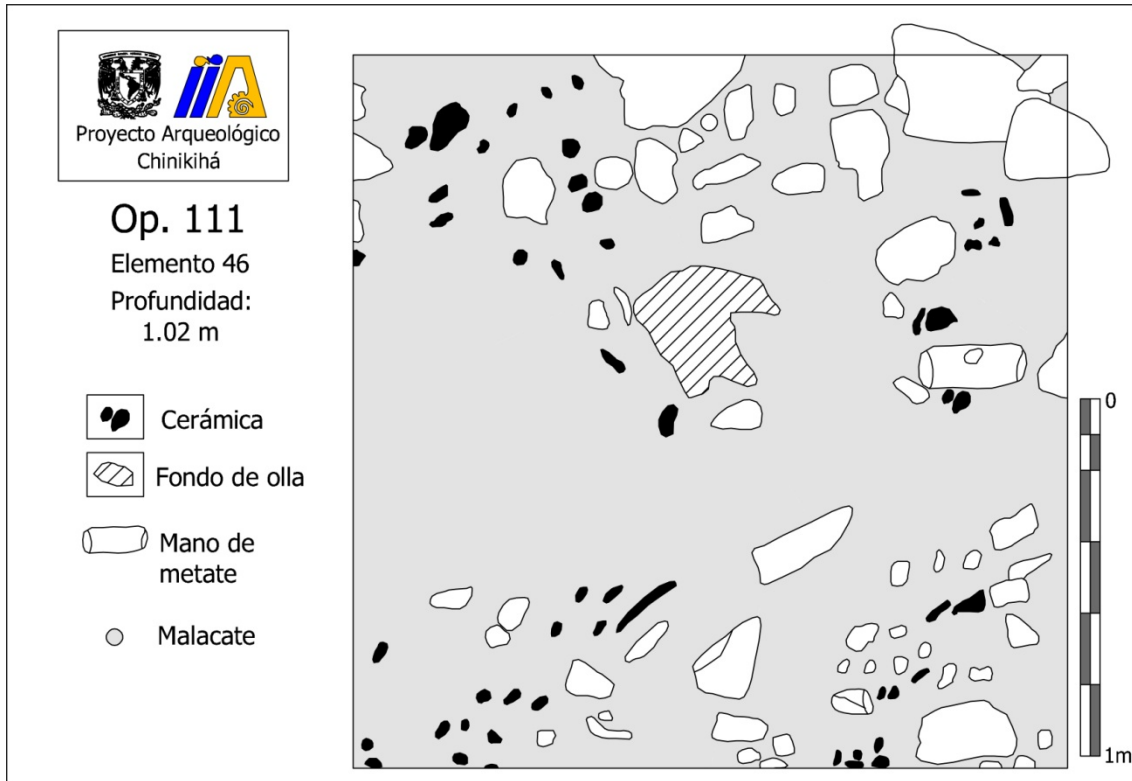 Proyecto Arqueológico
Chinikihá
Op. 111
Elemento 46
Profundidad:
1.02 m
Cerámica
Fondo de olla
Mano de
metate
Malacate
0
1m